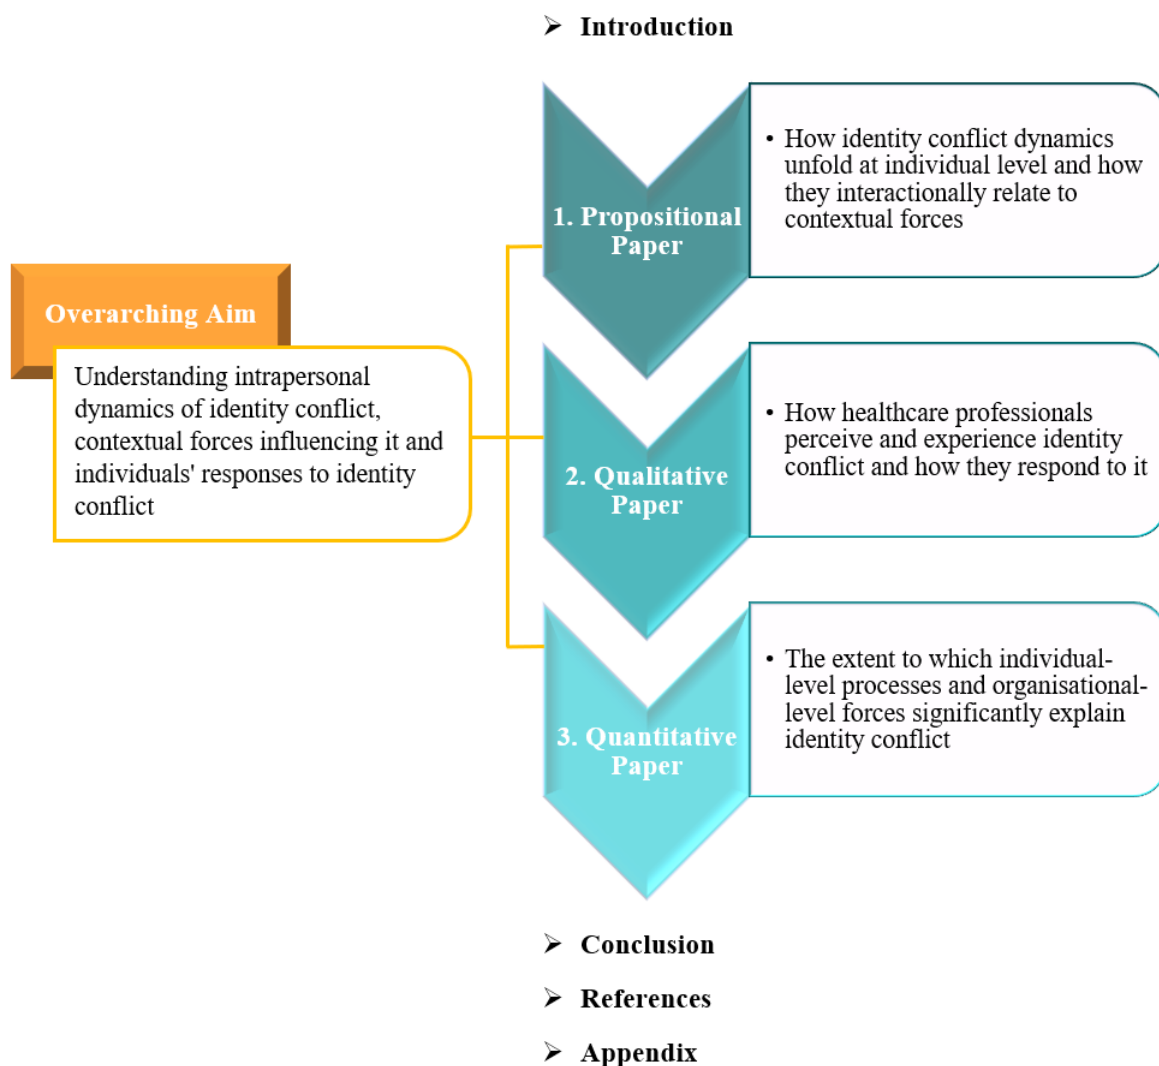 ➢ Introduction
1. Propositional
Paper
• How identity conflict dynamics
unfold at individual level and how
they interactionally relate to
contextual forces
Overarching Aim
Understanding intrapersonal
dynamics of identity conflict,
contextual forces influencing it and
individuals' responses to identity
conflict
2. Qualitative
Paper
• How healthcare professionals
perceive and experience identity
conflict and how they respond to it
3. Quantitative
Paper
• The extent to which individual-
level processes and organisational-
level forces significantly explain
identity conflict
➢ Conclusion
➢ References
➢ Appendix